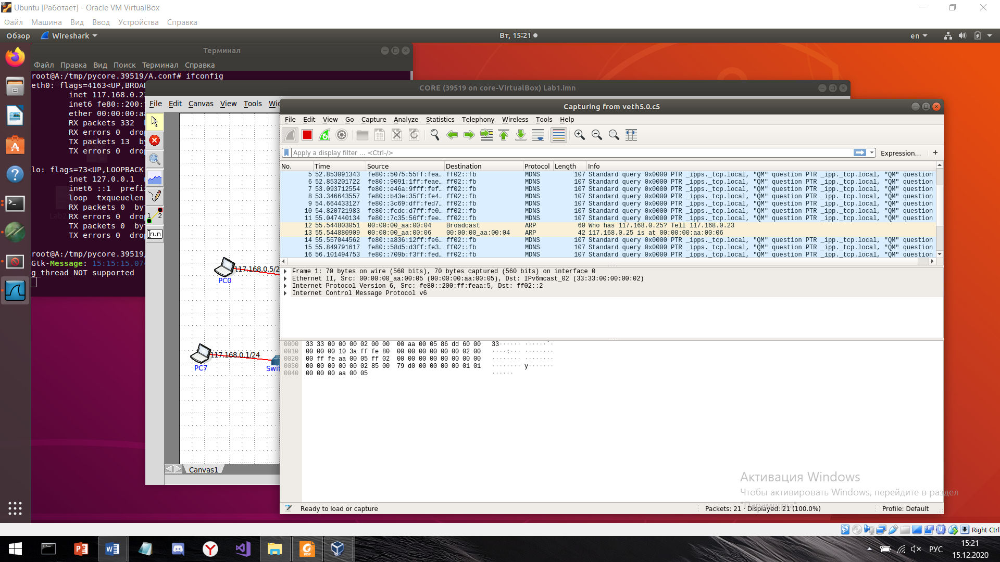 Ubuntu [Работает] - Oracle VM VirtualBox
Файл Машина Вид Ввод Устройства Справка
Обзор Wireshark Вт, 15:21 en
Терминал
Файл Правка Вид Поиск Терминал Справка
root@A:/tmp/pycore.39519/A.conf# ifconfig
eth0: flags=4163<UP,BROAD
inet 117.168.0.2
inet6 fe80::200:
ether 00:00:00:aa
RX packets 332
RX errors 0 drop
TX packets 13 by
TX errors 0 drop
lo: flags=73<UP,LOOPBACK
inet 127.0.0.1
inet6 ::1 prefix
loop txqueuelen
RX packets 0 byt
RX errors 0 drop
TX packets 0 byt
TX errors 0 drop
root@A:/tmp/pycore.39519/
Gtk-Message: 15:15:15.074
g_thread NOT supported
CORE (39519 on core-VirtualBox) Lab1.imn
File Edit Canvas View Tools Wid
1 2
run
117.168.0.5/2
PC0
117.168.0.1/24
PC7
Swit
Canvas1
Capturing from veth5.0.c5
File Edit View Go Capture Analyze Statistics Telephony Wireless Tools Help
Apply a display filter ... <Ctrl-/> Expression... +
No. Time Source Destination Protocol Length Info
5 52.853091343 fe80::5075:55ff:fea… ff02::fb MDNS 107 Standard query 0x0000 PTR _ipps._tcp.local, "QM" question PTR _ipp._tcp.local, "QM" question
6 52.853201722 fe80::9091:1ff:feae… ff02::fb MDNS 107 Standard query 0x0000 PTR _ipps._tcp.local, "QM" question PTR _ipp._tcp.local, "QM" question
7 53.093712554 fe80::e46a:9fff:fef… ff02::fb MDNS 107 Standard query 0x0000 PTR _ipps._tcp.local, "QM" question PTR _ipp._tcp.local, "QM" question
8 53.346643557 fe80::b43e:35ff:fe4… ff02::fb MDNS 107 Standard query 0x0000 PTR _ipps._tcp.local, "QM" question PTR _ipp._tcp.local, "QM" question
9 54.664433127 fe80::3c69:dff:fed7… ff02::fb MDNS 107 Standard query 0x0000 PTR _ipps._tcp.local, "QM" question PTR _ipp._tcp.local, "QM" question
10 54.820721983 fe80::fcdc:d7ff:fe0… ff02::fb MDNS 107 Standard query 0x0000 PTR _ipps._tcp.local, "QM" question PTR _ipp._tcp.local, "QM" question
11 55.047440134 fe80::7c35:56ff:fe… ff02::fb MDNS 107 Standard query 0x0000 PTR _ipps._tcp.local, "QM" question PTR _ipp._tcp.local, "QM" question
12 55.544803051 00:00:00_aa:00:04 Broadcast ARP 60 Who has 117.168.0.25? Tell 117.168.0.23
13 55.544880909 00:00:00_aa:00:06 00:00:00_aa:00:04 ARP 42 117.168.0.25 is at 00:00:00:aa:00:06
14 55.557044562 fe80::a836:12ff:fe6… ff02::fb MDNS 107 Standard query 0x0000 PTR _ipps._tcp.local, "QM" question PTR _ipp._tcp.local, "QM" question
15 55.849791617 fe80::58d5:d3ff:fe3… ff02::fb MDNS 107 Standard query 0x0000 PTR _ipps._tcp.local, "QM" question PTR _ipp._tcp.local, "QM" question
16 56.101494753 fe80::709b:f3ff:fed… ff02::fb MDNS 107 Standard query 0x0000 PTR _ipps._tcp.local, "QM" question PTR _ipp._tcp.local, "QM" question
Frame 1: 70 bytes on wire (560 bits), 70 bytes captured (560 bits) on interface 0
Ethernet II, Src: 00:00:00_aa:00:05 (00:00:00:aa:00:05), Dst: IPv6mcast_02 (33:33:00:00:00:02)
Internet Protocol Version 6, Src: fe80::200:ff:feaa:5, Dst: ff02::2
Internet Control Message Protocol v6
0000 33 33 00 00 00 02 00 00 00 aa 00 05 86 dd 60 00 33······ ······`·
0010 00 00 00 10 3a ff fe 80 00 00 00 00 00 00 02 00 ····:··· ········
0020 00 ff fe aa 00 05 ff 02 00 00 00 00 00 00 00 00 ········ ········
0030 00 00 00 00 00 02 85 00 79 d0 00 00 00 00 01 01 ········ y·······
0040 00 00 00 aa 00 05 ······
Активация Windows
Чтобы активировать Windows, перейдите в раздел
"Параметры"
Ready to load or capture Packets: 21 · Displayed: 21 (100.0%) Profile: Default
Right Ctrl
РУС 15:21
15.12.2020